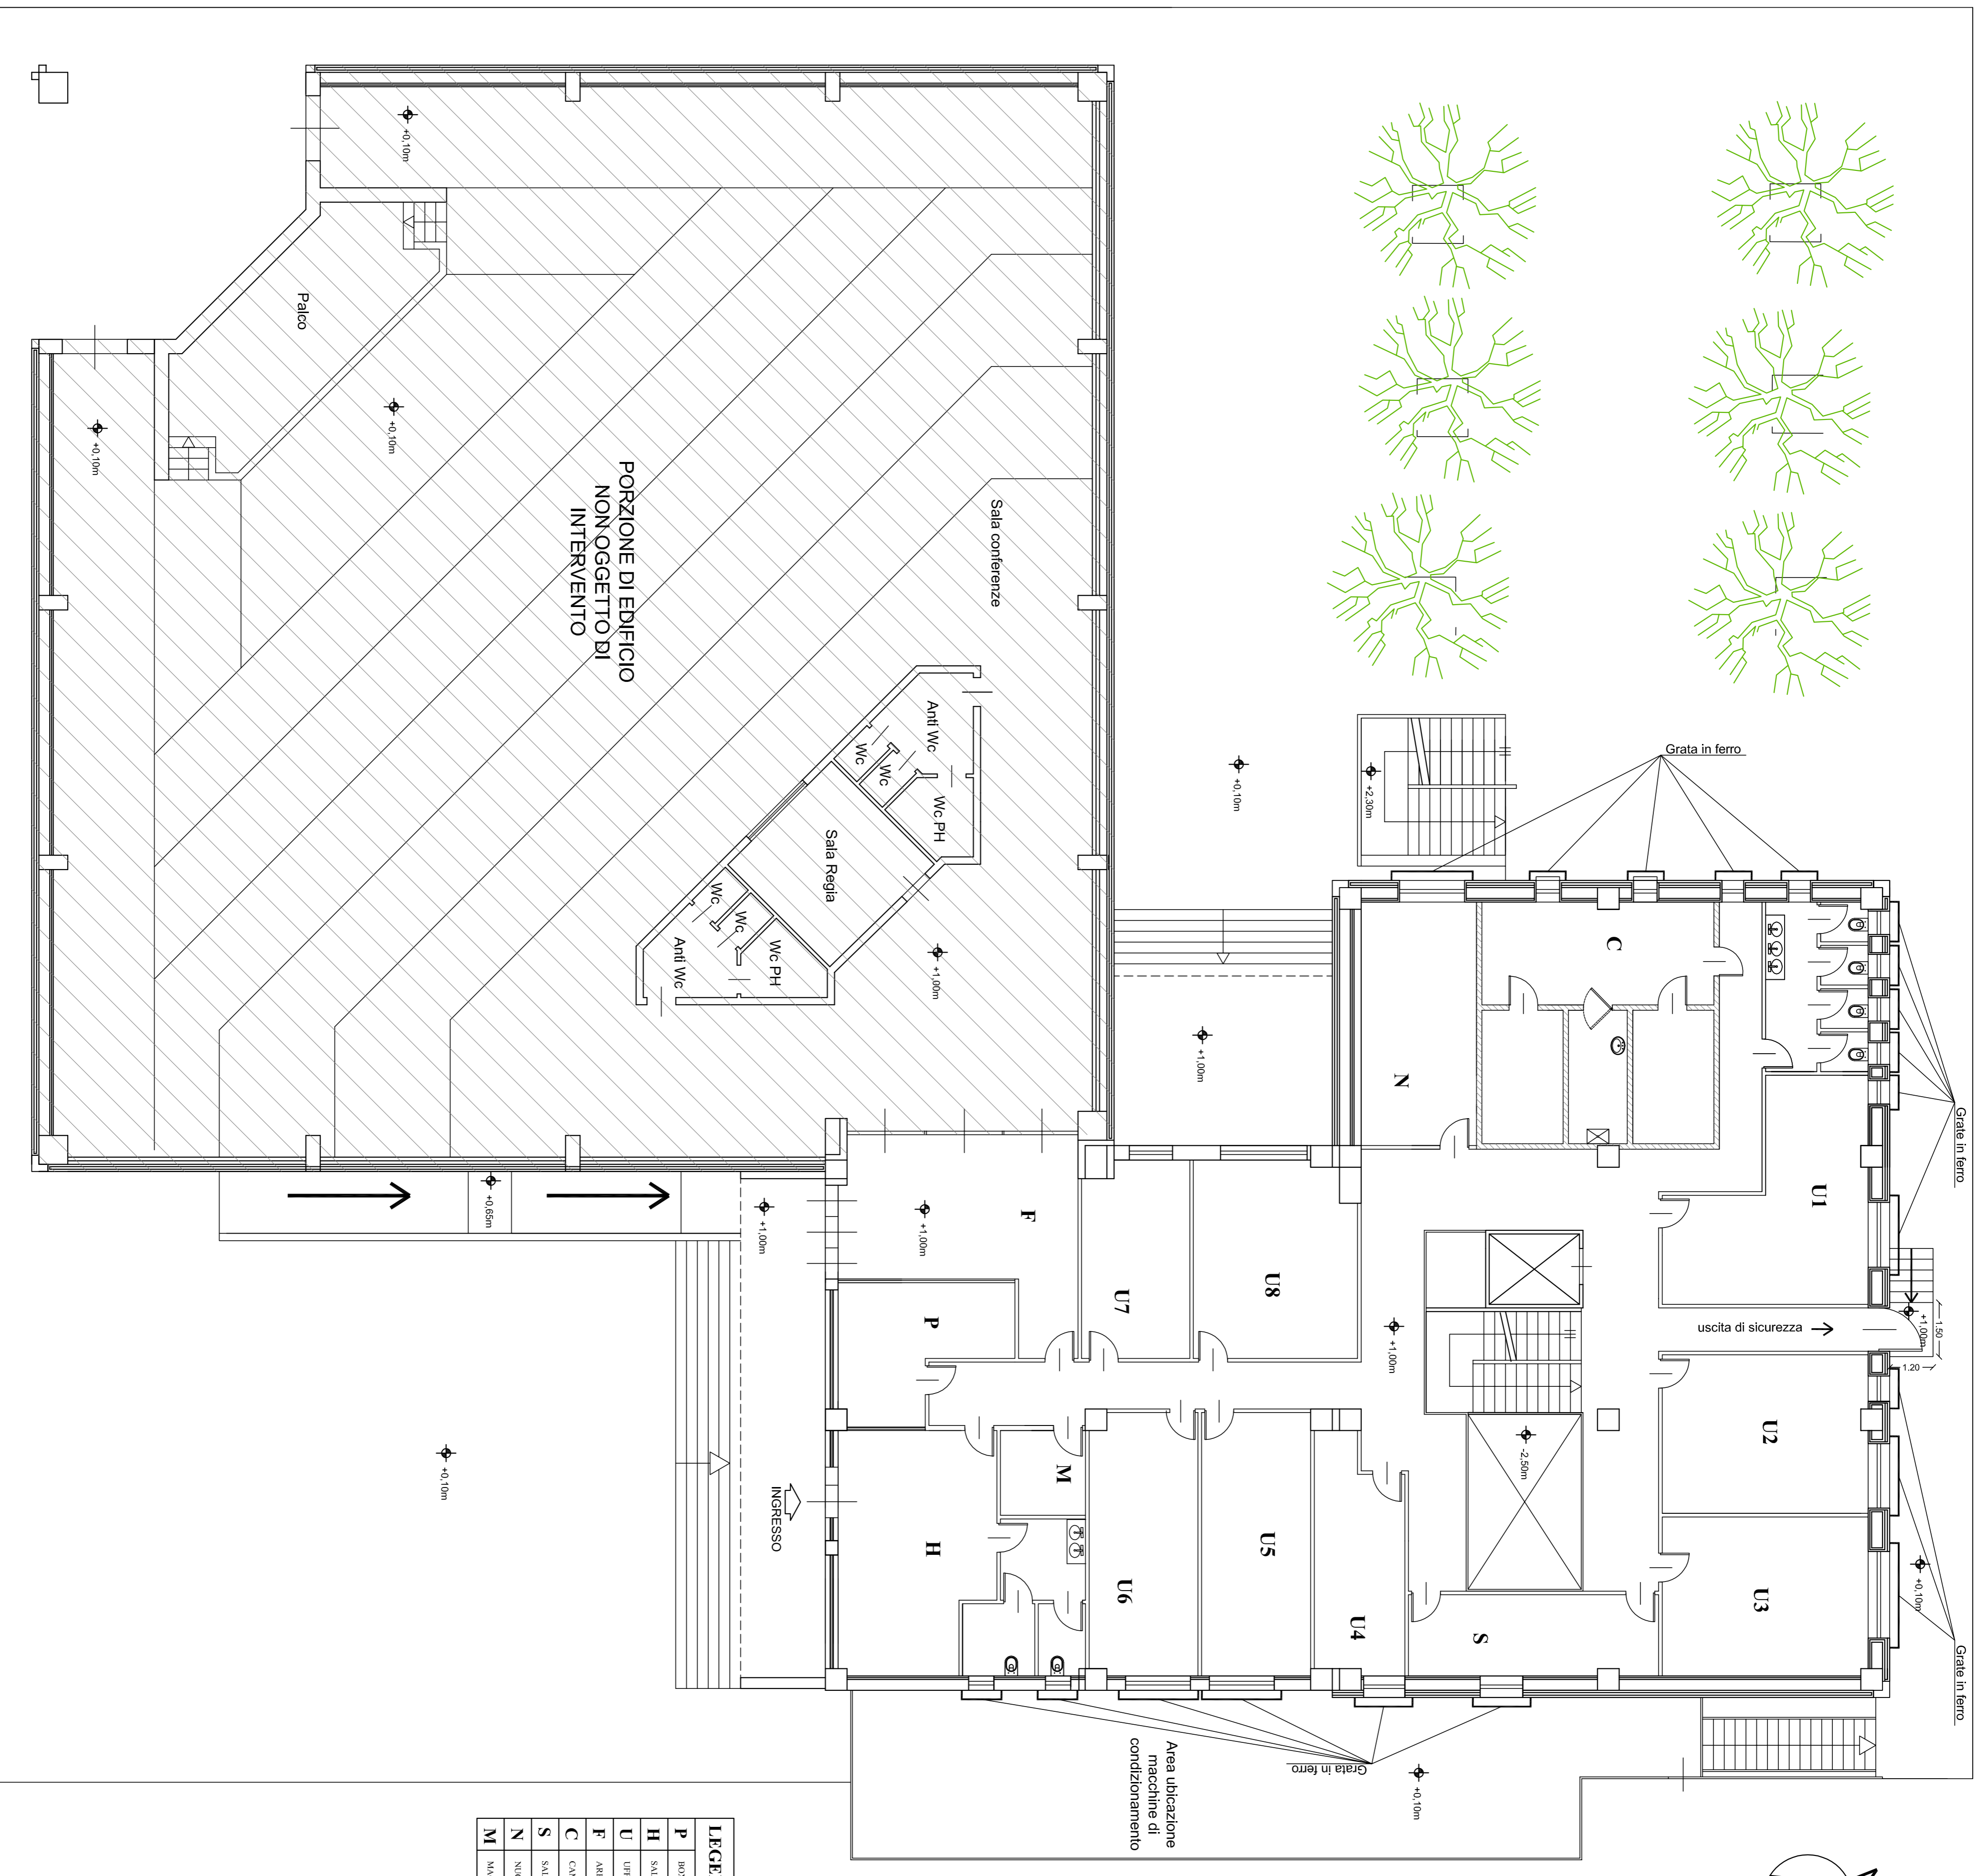 +0,10m
+0,10m
Palco
+0,10m
PORZIONE DI EDIFICIO
NON OGGETTO DI
INTERVENTO
Sala conferenze
Anti Wc
Wc
Wc
Wc PH
Sala Regia
Wc
Wc
Wc PH
Anti Wc
+1,00m
+0,10m
+2,30m
Grata in ferro
Grate in ferro
C
N
+1,00m
U1
+0,65m
+1,00m
+1,00m
F
U7
U8
P
+1,00m
uscita di sicurezza
+1,00m
1.50
1.20
U2
-2,50m
+0,10m
M
INGRESSO
H
U6
U5
U4
S
U3
+0,10m
Grate in ferro
Grata in ferro
Area ubicazione
macchine di
condizionamento
+0,10m
LEGE
P
BOX
H
SAL
U
UFF
F
C
S
SAL
N
M